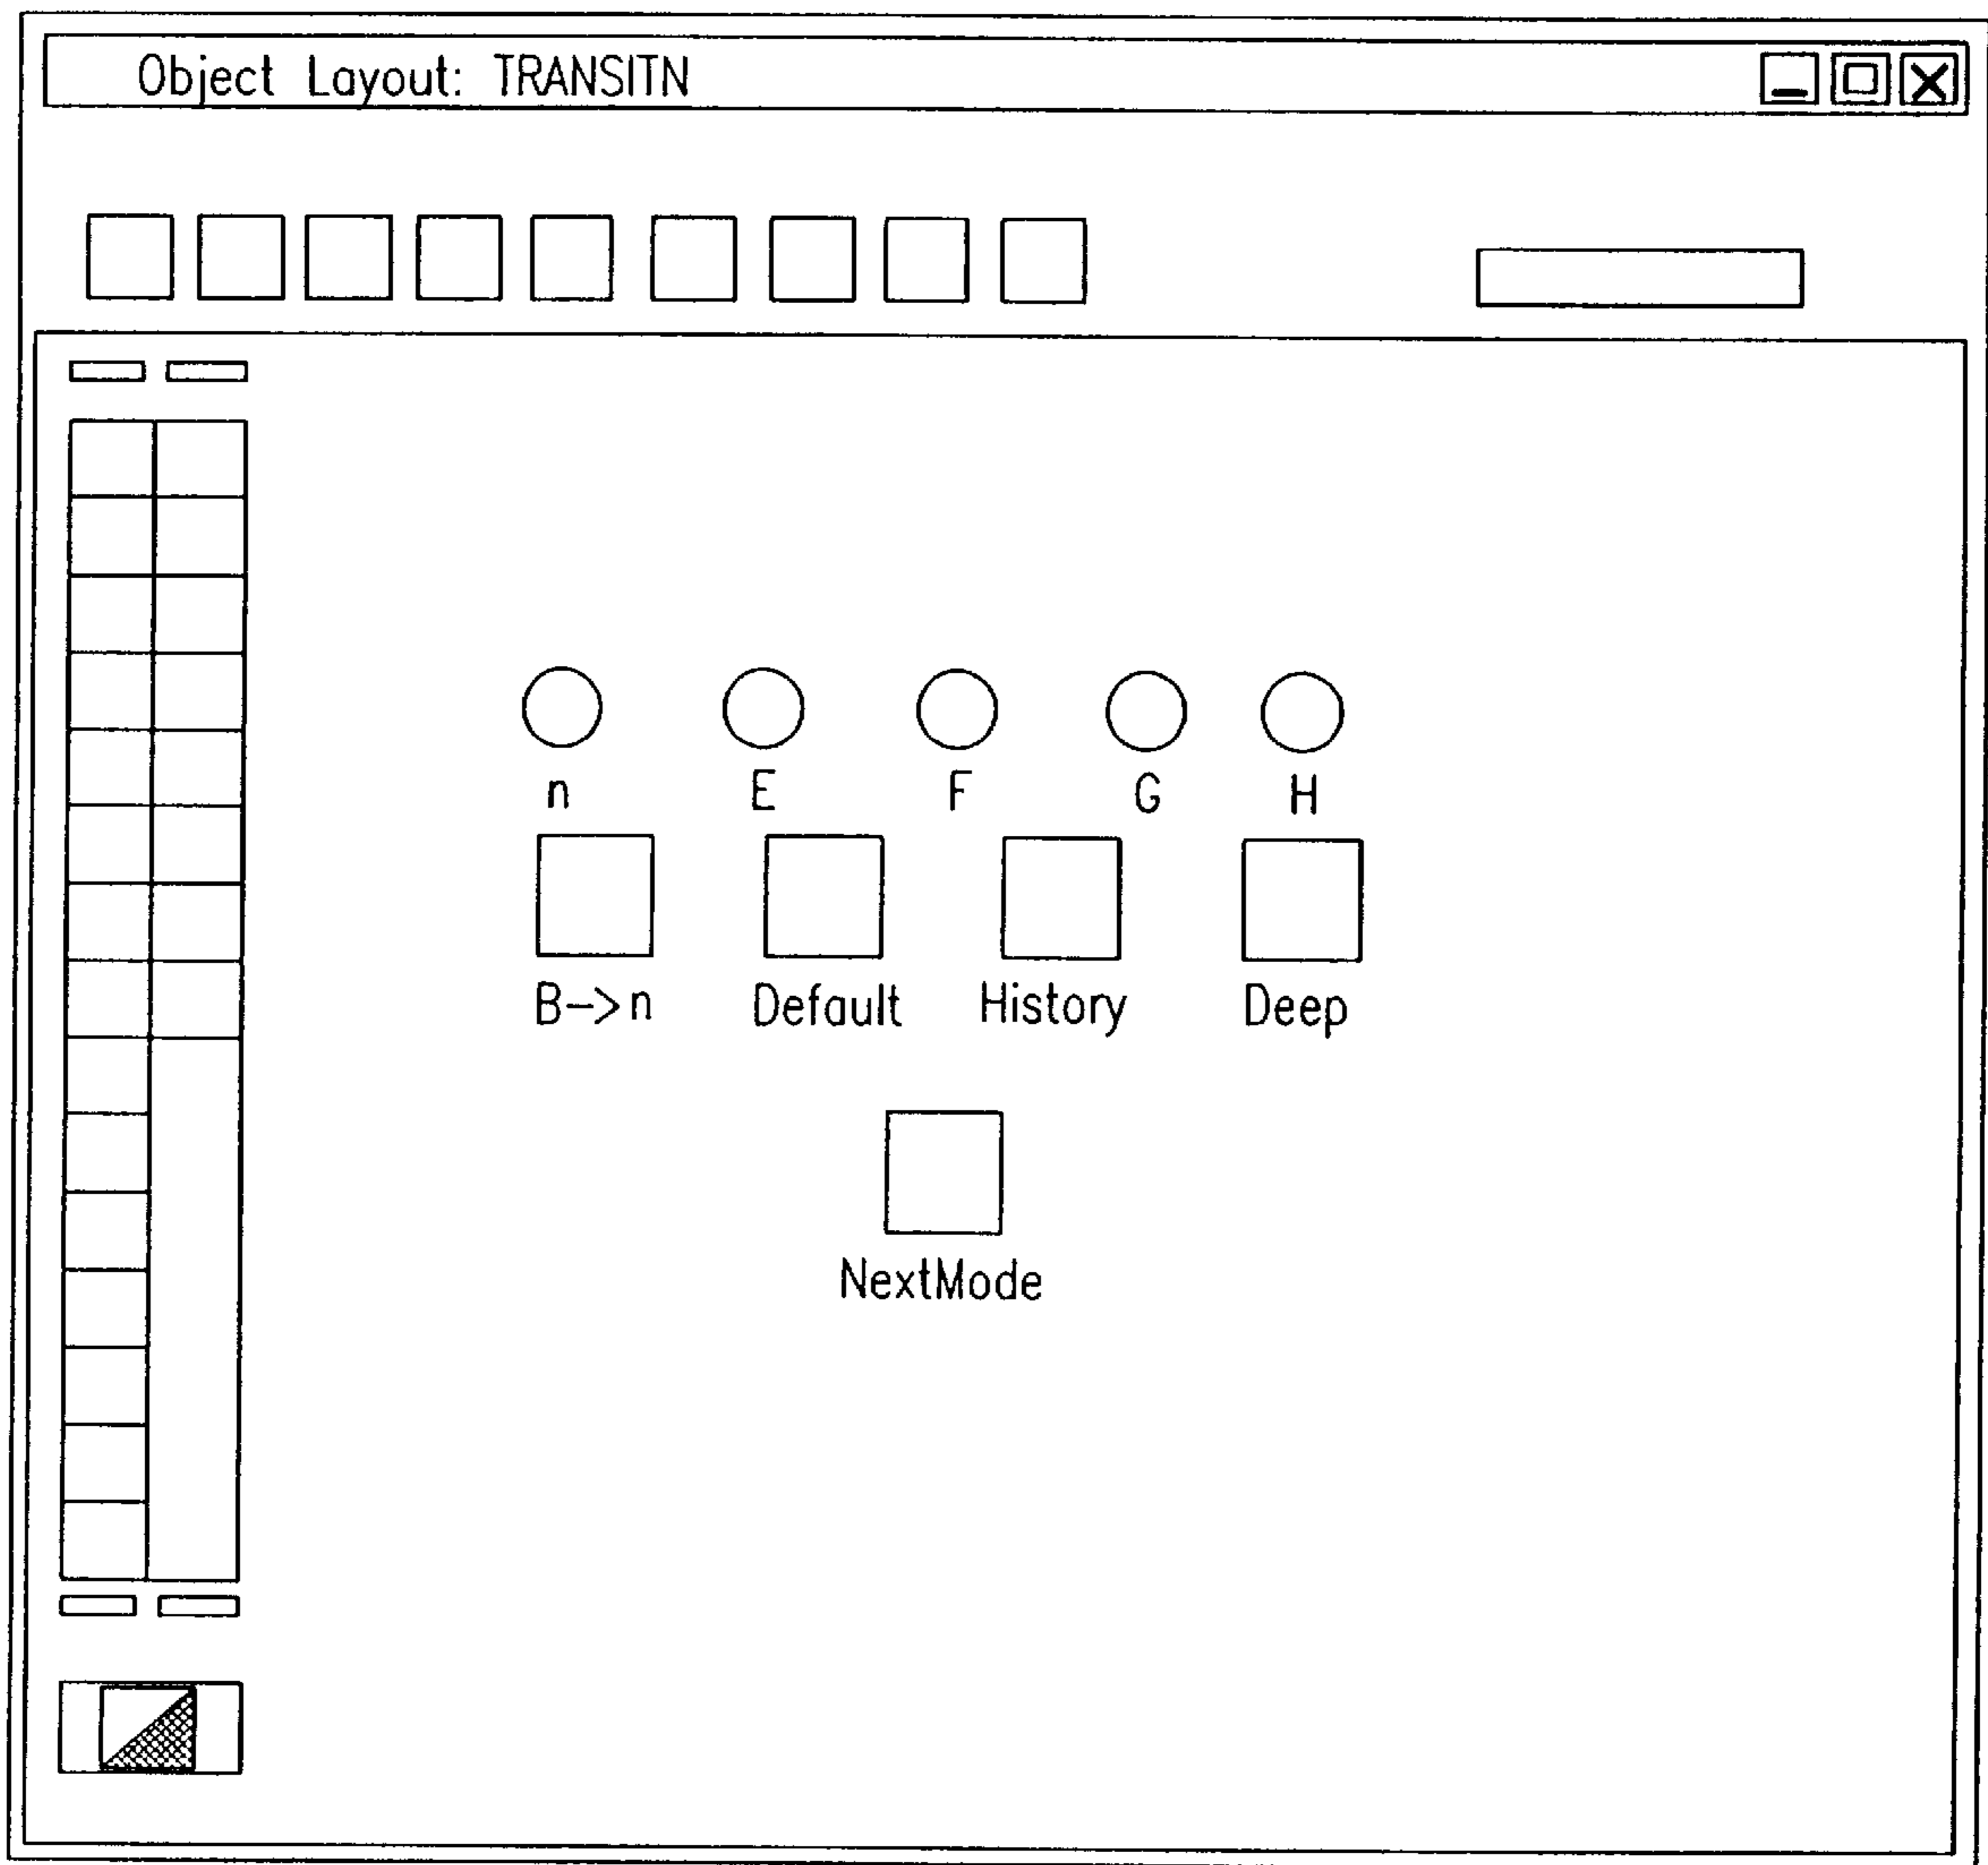 Object Layout: TRANSITN
n E F G H
B->n Default History Deep
NextMode